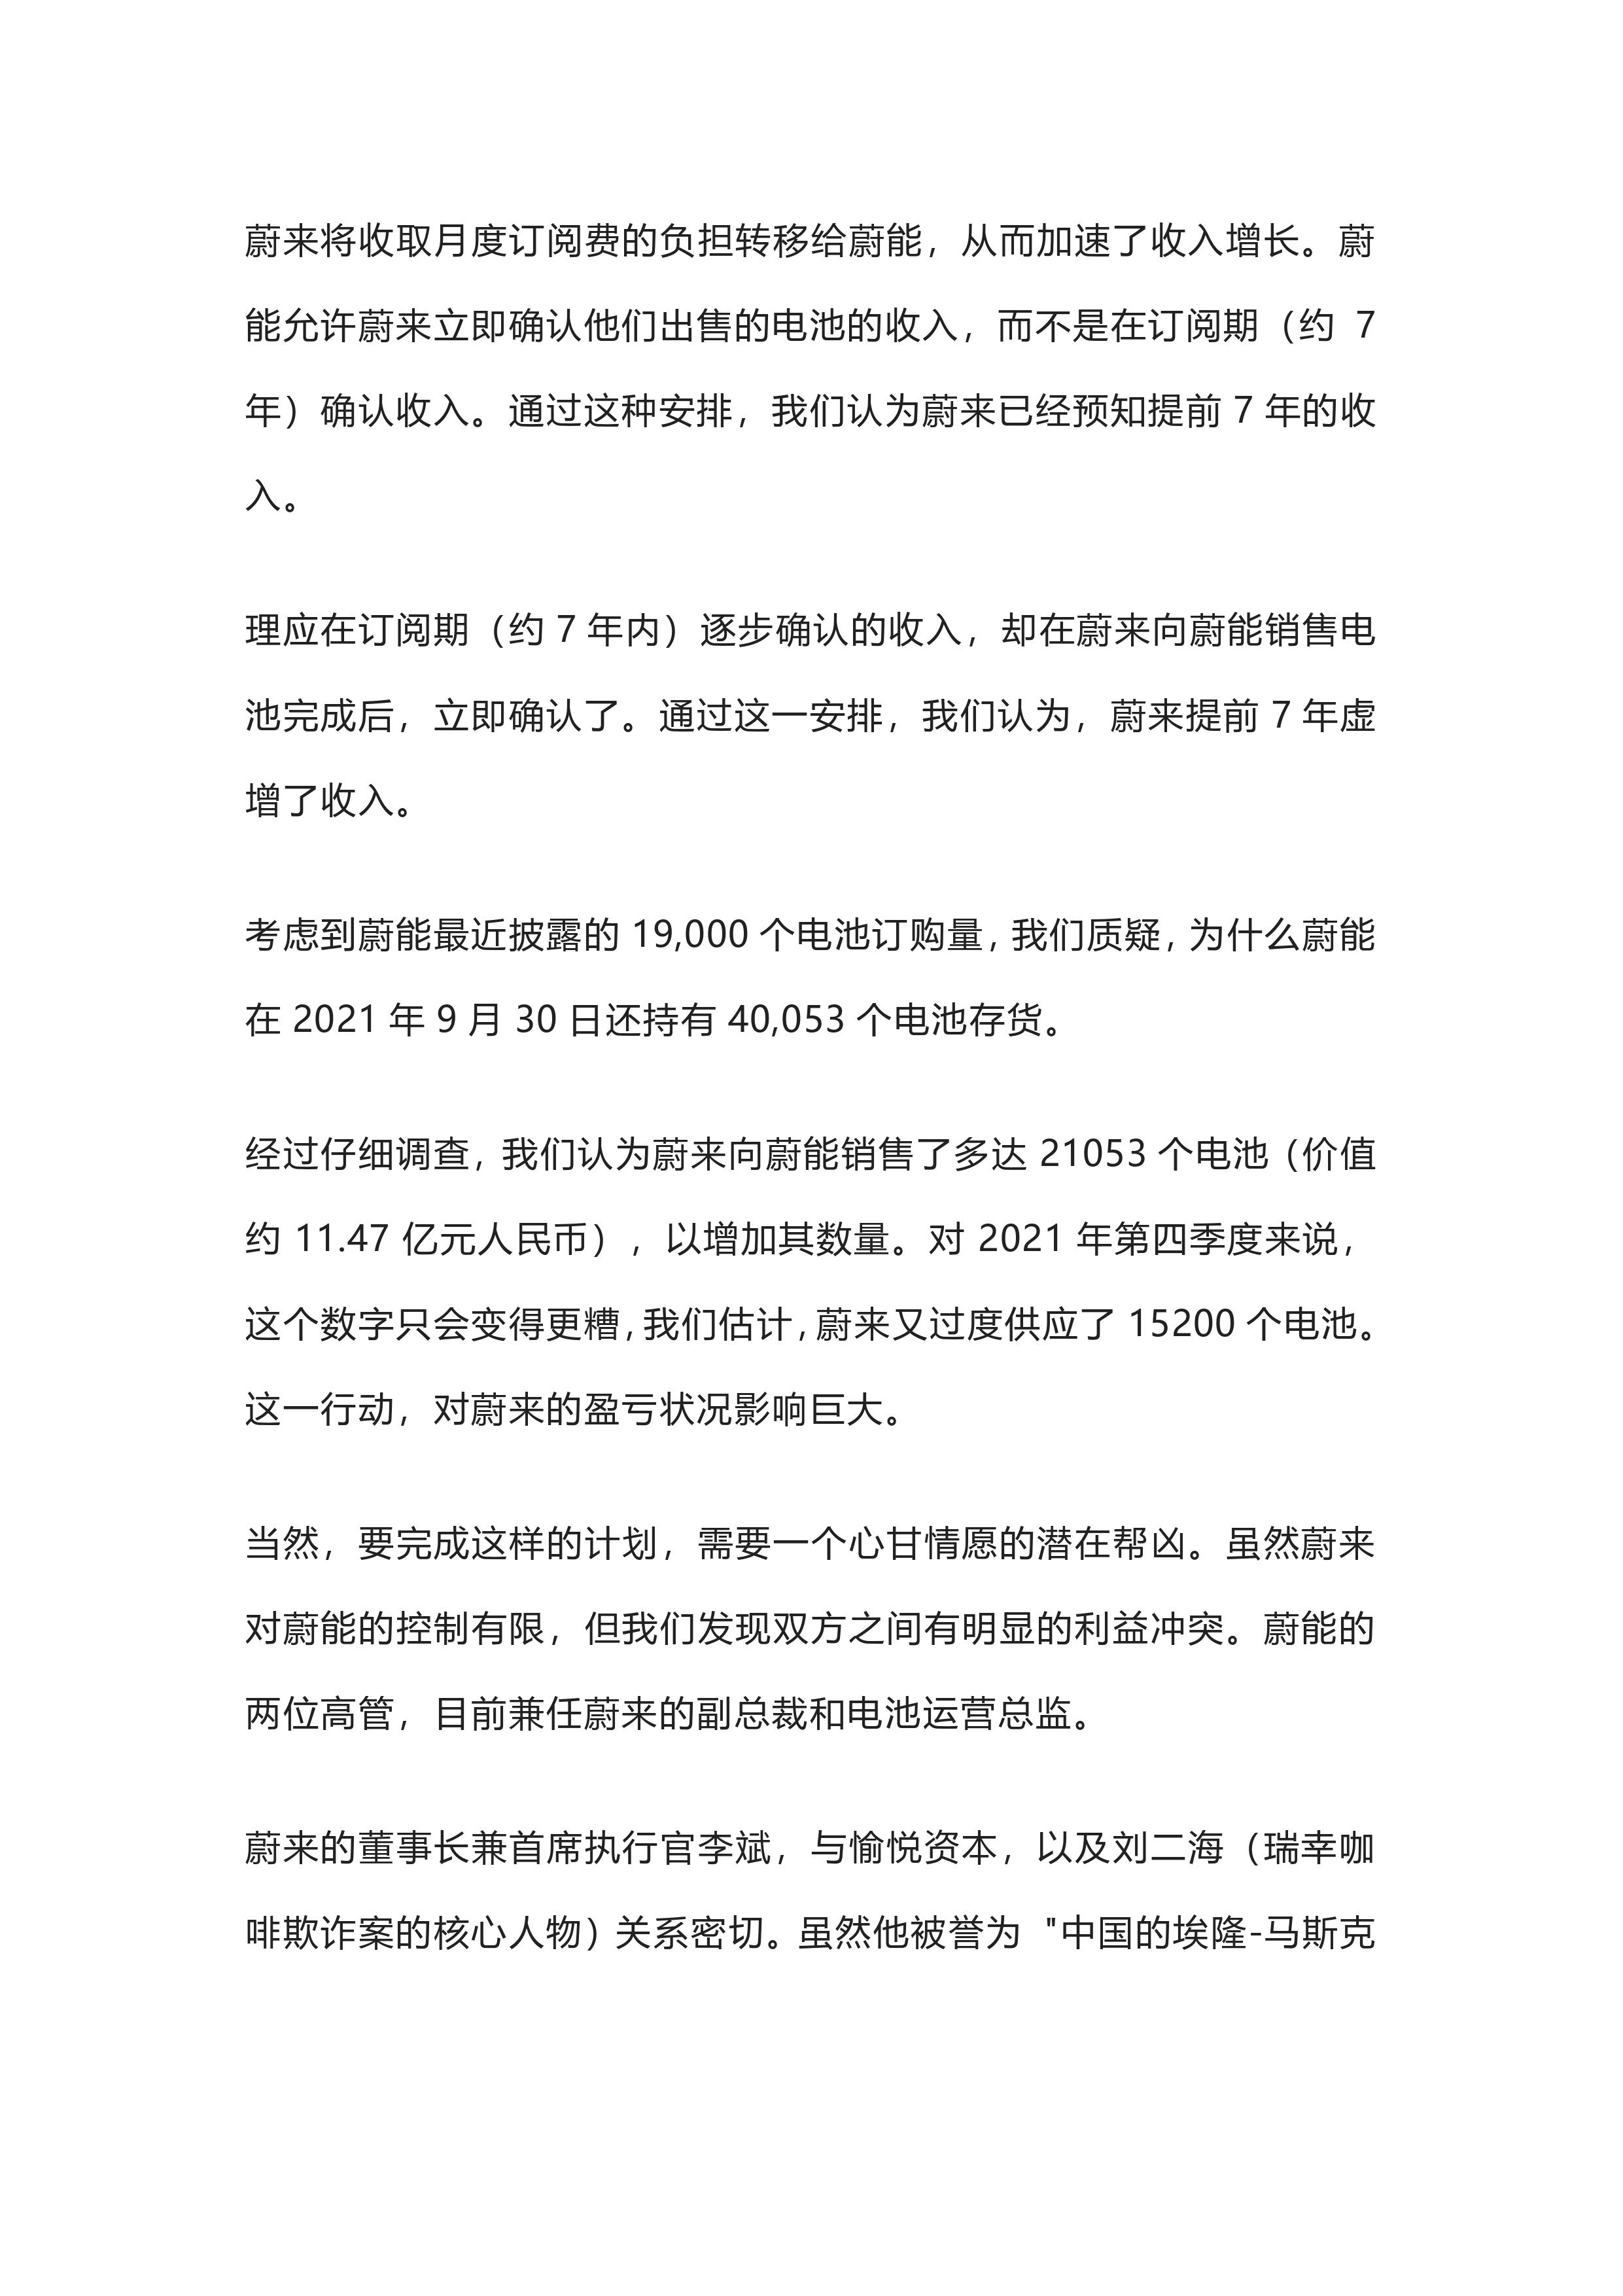 蔚来将收取月度订阅费的负担转移给蔚能，从而加速了收入增长。蔚
能允许蔚来立即确认他们出售的电池的收入，而不是在订阅期（约 7
年）确认收入。通过这种安排，我们认为蔚来已经预知提前 7 年的收
入。
理应在订阅期（约 7 年内）逐步确认的收入，却在蔚来向蔚能销售电
池完成后，立即确认了。通过这一安排，我们认为，蔚来提前 7 年虚
增了收入。
考虑到蔚能最近披露的 19,000 个电池订购量，我们质疑，为什么蔚能
在 2021 年 9 月 30 日还持有 40,053 个电池存货。
经过仔细调查，我们认为蔚来向蔚能销售了多达 21053 个电池（价值
约 11.47 亿元人民币），以增加其数量。对 2021 年第四季度来说，
这个数字只会变得更糟，我们估计，蔚来又过度供应了 15200 个电池。
这一行动，对蔚来的盈亏状况影响巨大。
当然，要完成这样的计划，需要一个心甘情愿的潜在帮凶。虽然蔚来
对蔚能的控制有限，但我们发现双方之间有明显的利益冲突。蔚能的
两位高管，目前兼任蔚来的副总裁和电池运营总监。
蔚来的董事长兼首席执行官李斌，与愉悦资本，以及刘二海（瑞幸咖
啡欺诈案的核心人物）关系密切。虽然他被誉为 "中国的埃隆-马斯克